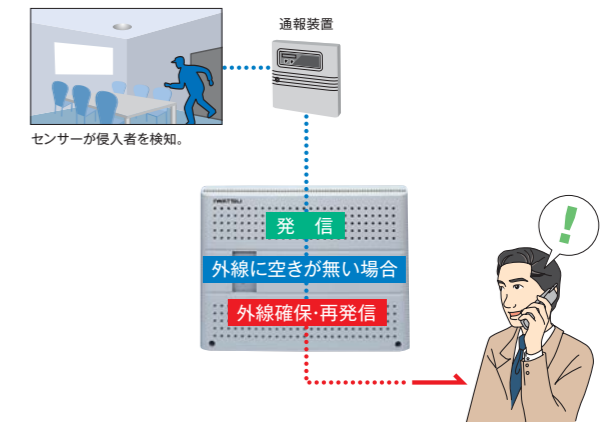 通報装置
センサーが侵入者を検知。
IWATSU
発 信
外線に空きが無い場合
外線確保・再発信
!